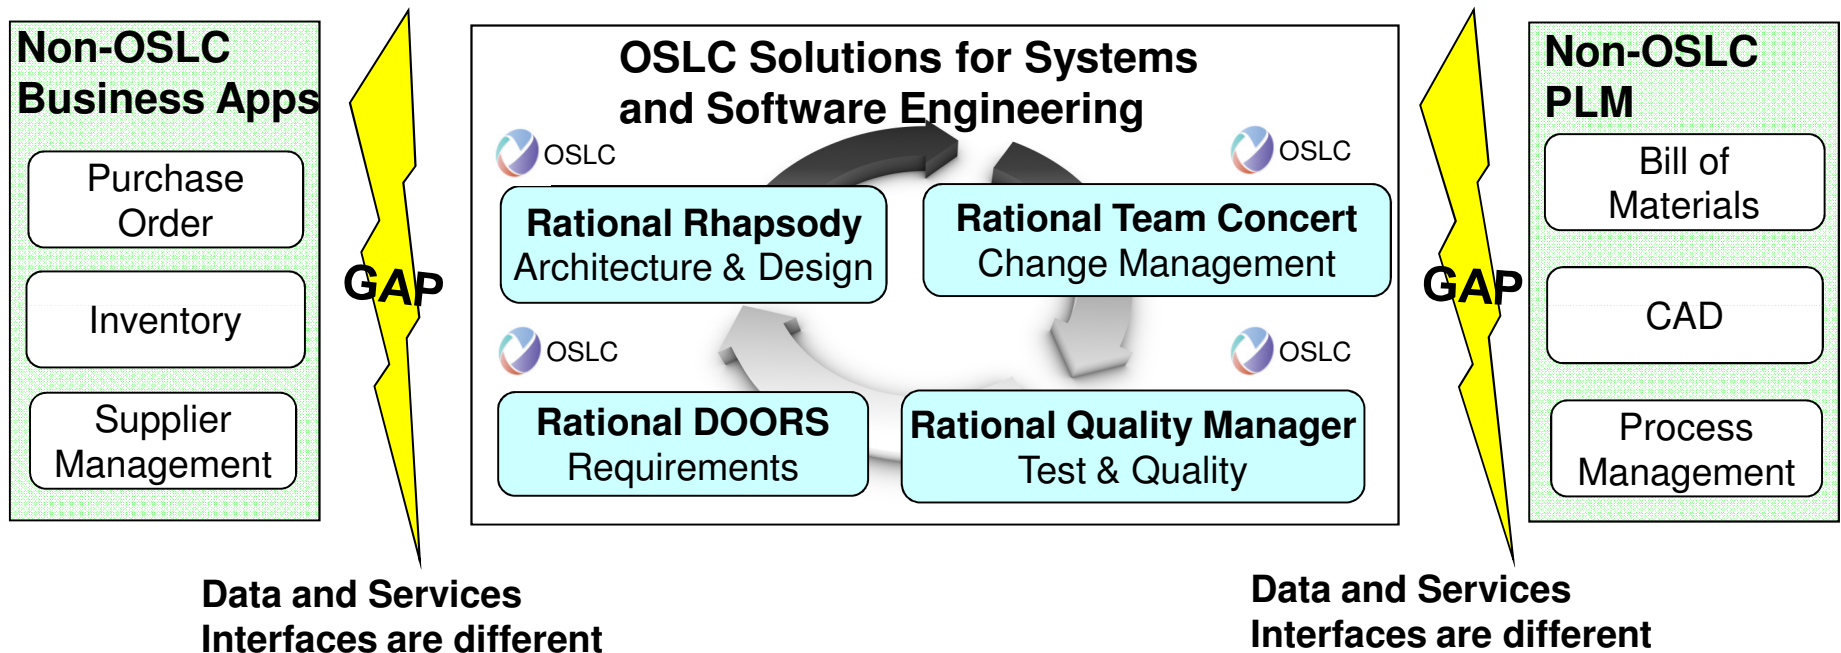 Non-OSLC
Business Apps
Purchase
Order
Inventory
Supplier
Management
GAP
Data and Services
Interfaces are different
OSLC Solutions for Systems
and Software Engineering
OSLC
OSLC
Rational Rhapsody
Architecture & Design
Rational Team Concert
Change Management
OSLC
OSLC
Rational DOORS
Requirements
Rational Quality Manager
Test & Quality
GAP
Data and Services
Interfaces are different
Non-OSLC
PLM
Bill of
Materials
CAD
Process
Management